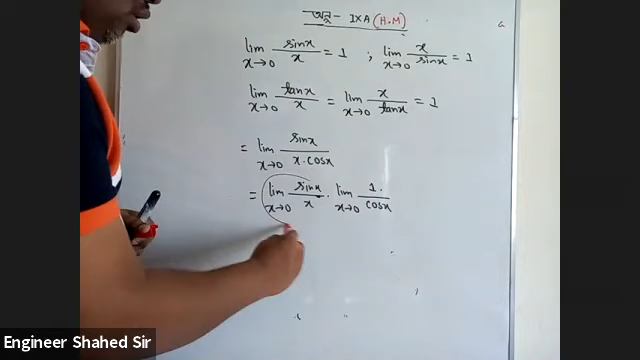 অনু:- IXA (H.M)
lim x→0 sinx/x = 1 ; lim x→0 x/sinx = 1
lim x→0 tanx/x = lim x→0 x/tanx = 1
= lim x→0 sinx/x·cosx
= lim x→0 sinx/x · lim x→0 1/cosx
Engineer Shahed Sir